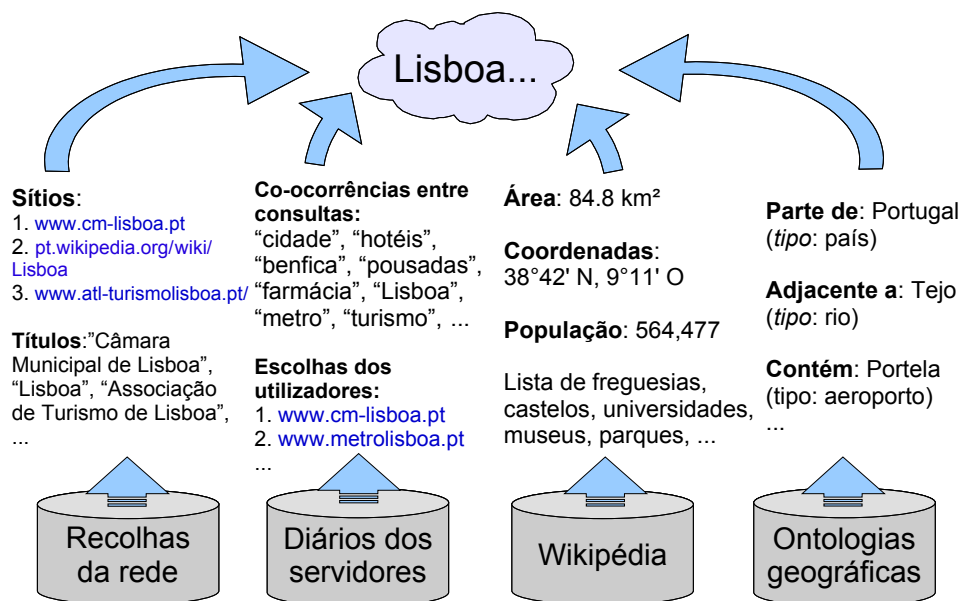 Lisboa...
Sítios:
1. www.cm-lisboa.pt
2. pt.wikipedia.org/wiki/
Lisboa
3. www.atl-turismolisboa.pt/
Títulos:”Câmara
Municipal de Lisboa”,
“Lisboa”, “Associação
de Turismo de Lisboa”,
...
Co-ocorrências entre
consultas:
“cidade”, “hotéis”,
“benfica”, “pousadas”,
“farmácia”, “Lisboa”,
“metro”, “turismo”, ...
Escolhas dos
utilizadores:
1. www.cm-lisboa.pt
2. www.metrolisboa.pt
...
Área: 84.8 km²
Coordenadas:
38°42' N, 9°11' O
População: 564,477
Lista de freguesias,
castelos, universidades,
museus, parques, ...
Parte de: Portugal
(tipo: país)
Adjacente a: Tejo
(tipo: rio)
Contém: Portela
(tipo: aeroporto)
...
Recolhas
da rede
Diários dos
servidores
Wikipédia
Ontologias
geográficas